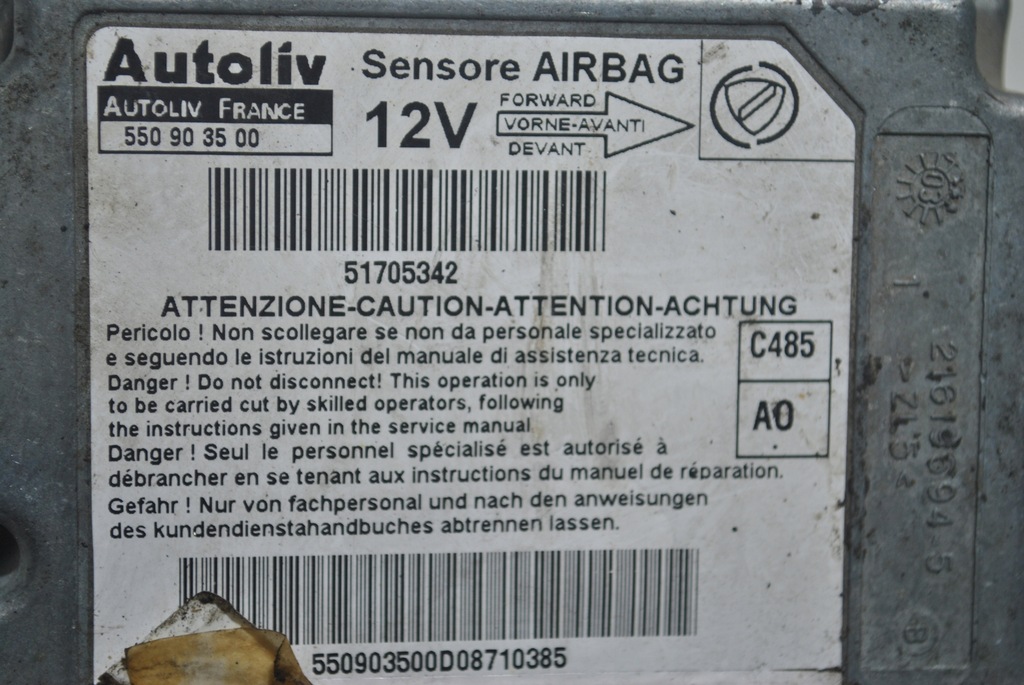 Autoliv
Sensore AIRBAG
AUTOLIV FRANCE
550 90 35 00
12V
FORWARD
VORNE-AVANTI
DEVANT
51705342
ATTENZIONE-CAUTION-ATTENTION-ACHTUNG
Pericolo ! Non scollegare se non da personale specializzato
e seguendo le istruzioni del manuale di assistenza tecnica.
Danger ! Do not disconnect! This operation is only
to be carried cut by skilled operators, following
the instructions given in the service manual
Danger ! Seul le personnel spécialisé est autorisé à
débrancher en se tenant aux instructions du manuel de réparation.
Gefahr ! Nur von fachpersonal und nach den anweisungen
des kundendienstahandbuches abtrennen lassen.
C485
A0
550903500D08710385
03
1